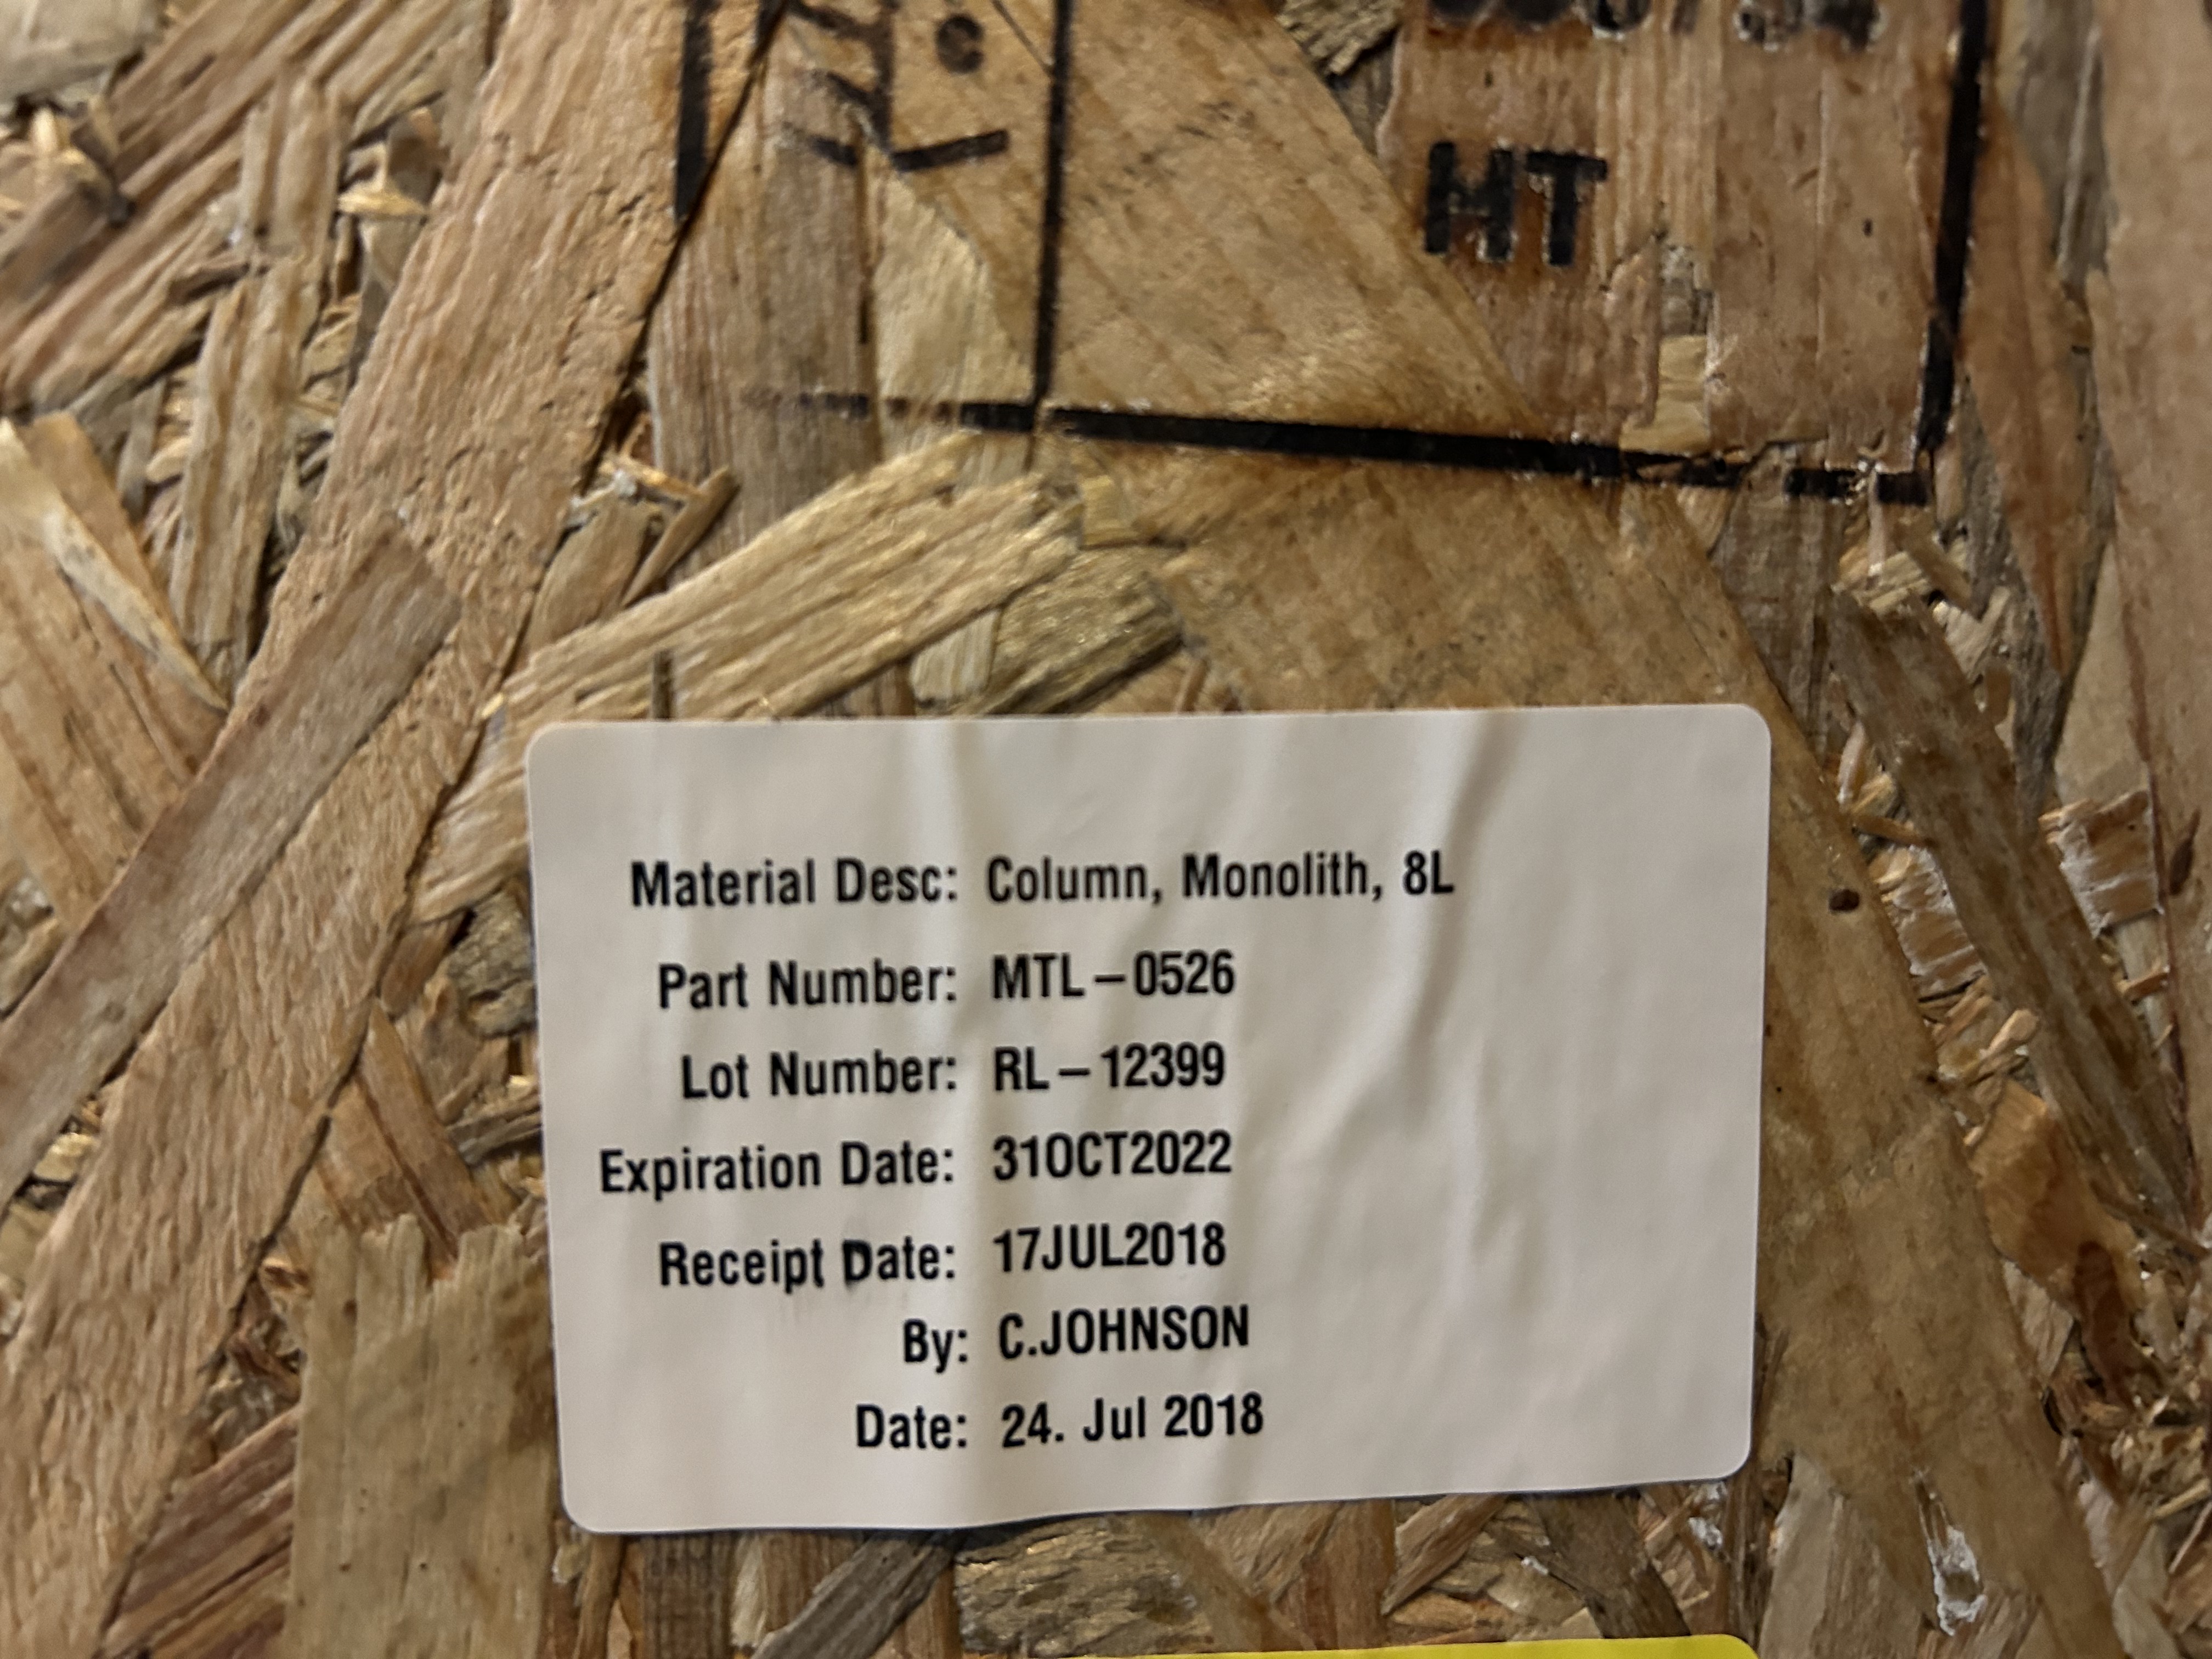 HT
Material Desc: Column, Monolith, 8L
Part Number: MTL-0526
Lot Number: RL-12399
Expiration Date: 31OCT2022
Receipt Date: 17JUL2018
By: C.JOHNSON
Date: 24. Jul 2018